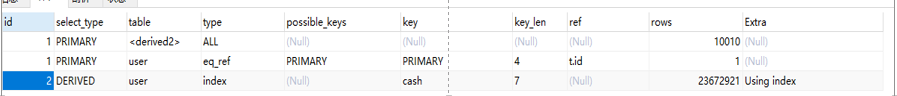 id select_type table type possible_keys key key_len ref rows Extra
1 PRIMARY <derived2> ALL (Null) (Null) (Null) (Null) 10010 (Null)
1 PRIMARY user eq_ref PRIMARY PRIMARY 4 t.id 1 (Null)
2 DERIVED user index (Null) cash 7 (Null) 23672921 Using index